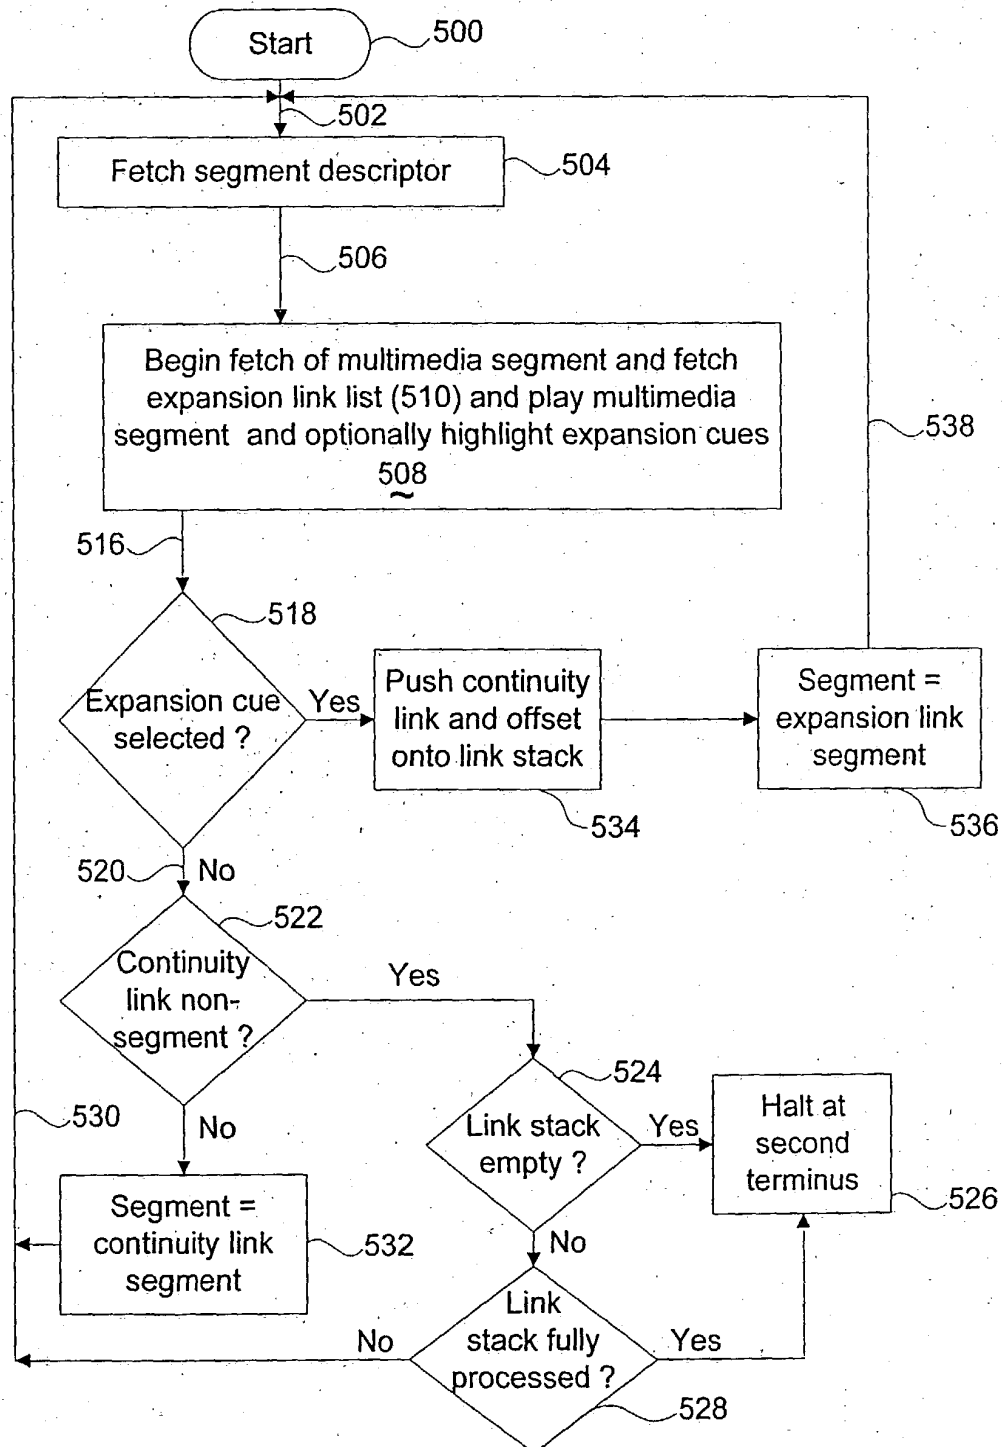 Start
500
502
Fetch segment descriptor
504
506
Begin fetch of multimedia segment and fetch
expansion link list (510) and play multimedia
segment and optionally highlight expansion cues
508
538
516
518
Expansion cue
selected ?
Yes
Push continuity
link and offset
onto link stack
534
Segment =
expansion link
segment
536
520
No
522
Continuity
link non-
segment ?
Yes
524
Link stack
empty ?
Yes
Halt at
second
terminus
526
530
No
Segment =
continuity link
segment
532
No
Link
stack fully
processed ?
No
Yes
528